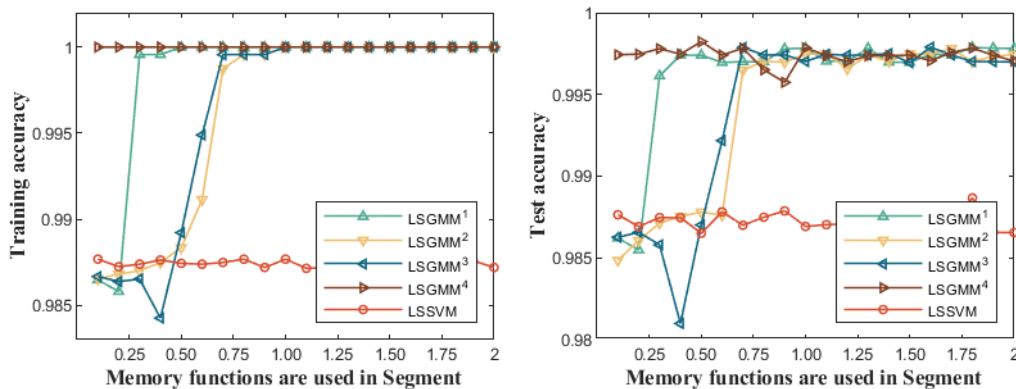 Training accuracy
1
0.995
0.99
0.985
0.25
0.50
0.75
1.00
1.25
1.50
1.75
2
Memory functions are used in Segment
LSGMM¹
LSGMM²
LSGMM³
LSGMM⁴
LSSVM
Test accuracy
1
0.995
0.99
0.985
0.98
0.25
0.50
0.75
1.00
1.25
1.50
1.75
2
Memory functions are used in Segment
LSGMM¹
LSGMM²
LSGMM³
LSGMM⁴
LSSVM